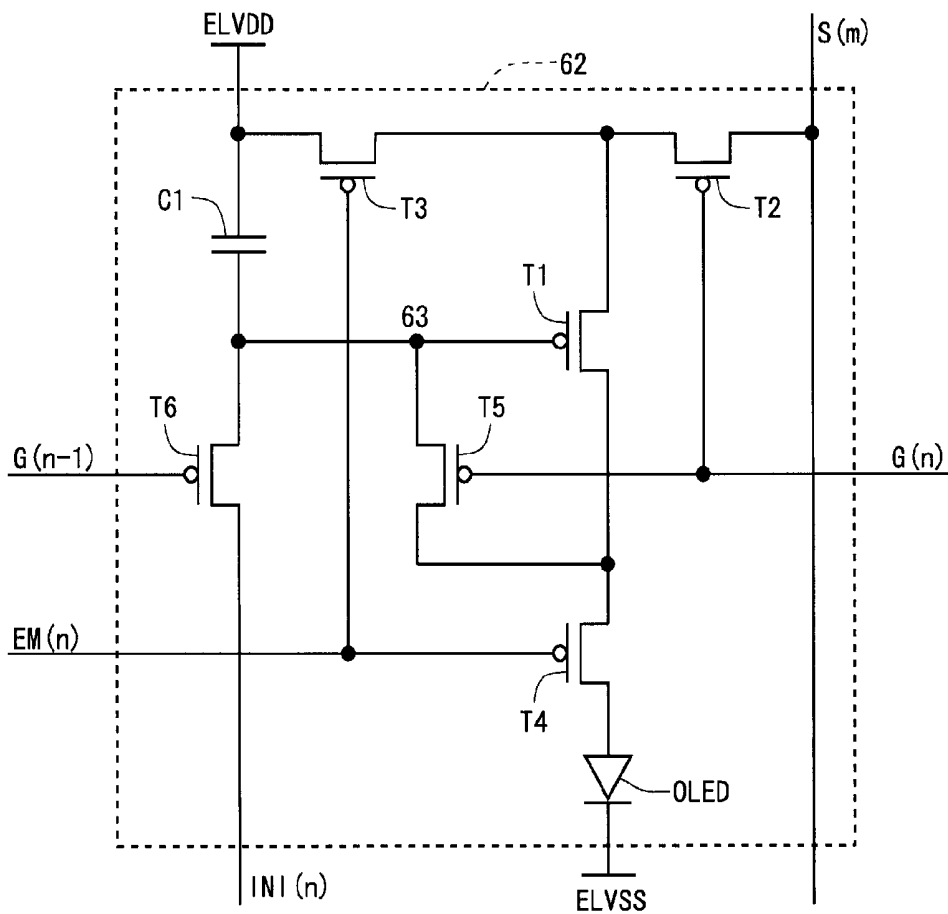 ELVDD
S(m)
62
C1
T3
T2
T1
63
T6
T5
G(n-1)
G(n)
EM(n)
T4
OLED
INI(n)
ELVSS